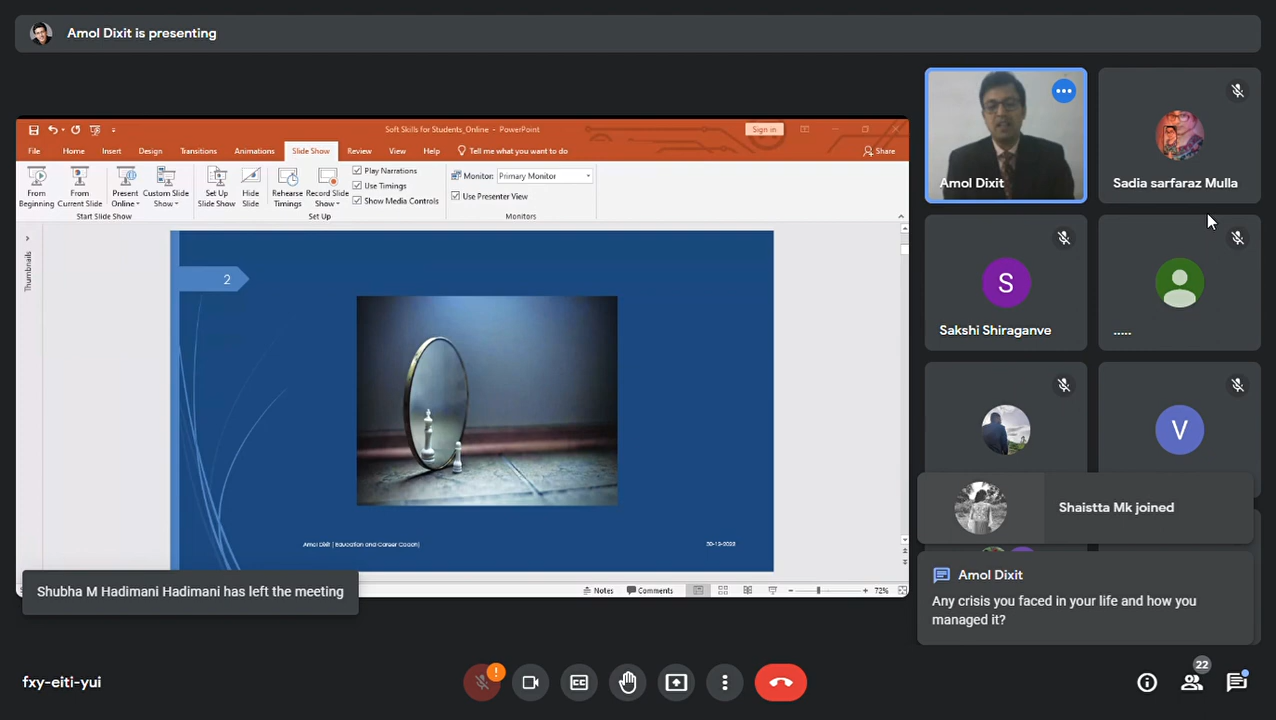 Amol Dixit is presenting
Soft Skills for Students_Online - PowerPoint
Sign in
File Home Insert Design Transitions Animations Slide Show Review View Help Tell me what you want to do Share
From Beginning
From Current Slide
Present Online
Custom Slide Show
Start Slide Show
Set Up Slide Show
Hide Slide
Rehearse Timings
Record Slide Show
Play Narrations
Use Timings
Show Media Controls
Set Up
Monitor: Primary Monitor
Use Presenter View
Monitors
Thumbnails
2
Amol Dixit | Education and Career Coach|
30-12-2023
Notes Comments 72%
Amol Dixit
Sadia sarfaraz Mulla
S
Sakshi Shiraganve
.....
V
Shaistta Mk joined
Amol Dixit
Any crisis you faced in your life and how you
managed it?
Shubha M Hadimani Hadimani has left the meeting
fxy-eiti-yui
!
CC
22